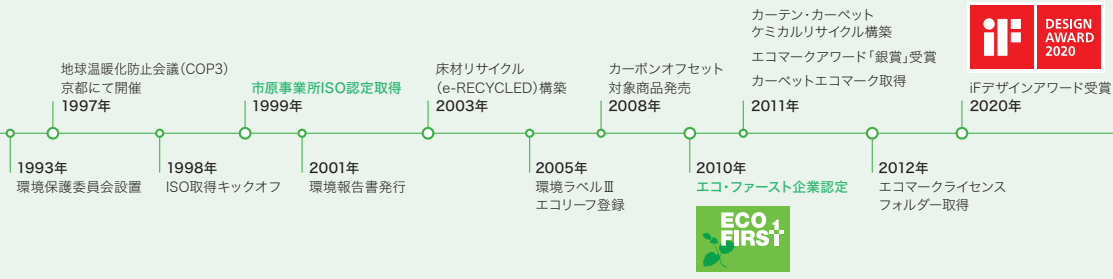 1993年
環境保護委員会設置
地球温暖化防止会議（COP3）
京都にて開催
1997年
1998年
ISO取得キックオフ
市原事業所ISO認定取得
1999年
2001年
環境報告書発行
床材リサイクル
（e-RECYCLED）構築
2003年
2005年
環境ラベルⅢ
エコリーフ登録
カーボンオフセット
対象商品発売
2008年
2010年
エコ・ファースト企業認定
ECO
FIRST
カーテン・カーペット
ケミカルリサイクル構築
エコマークアワード「銀賞」受賞
カーペットエコマーク取得
2011年
2012年
エコマークライセンス
フォルダー取得
iF
DESIGN
AWARD
2020
iFデザインアワード受賞
2020年